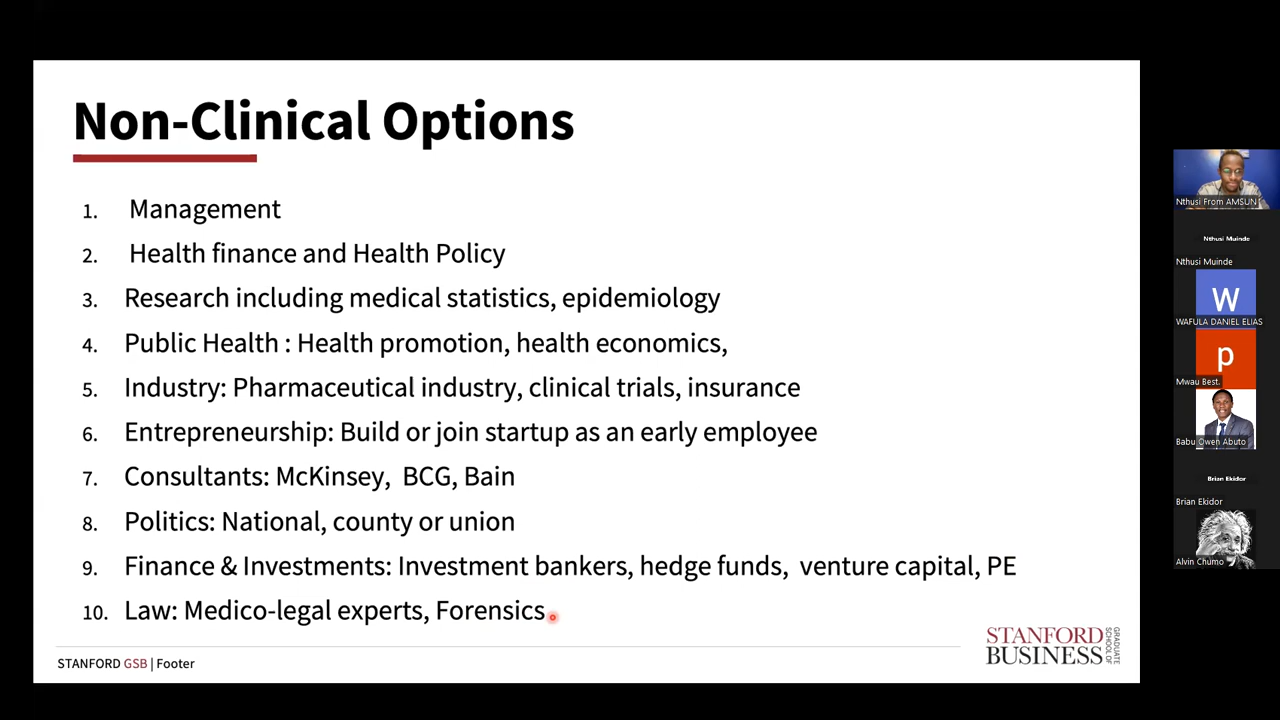 Non-Clinical Options
1. Management
2. Health finance and Health Policy
3. Research including medical statistics, epidemiology
4. Public Health : Health promotion, health economics,
5. Industry: Pharmaceutical industry, clinical trials, insurance
6. Entrepreneurship: Build or join startup as an early employee
7. Consultants: McKinsey, BCG, Bain
8. Politics: National, county or union
9. Finance & Investments: Investment bankers, hedge funds, venture capital, PE
10. Law: Medico-legal experts, Forensics
STANFORD GSB | Footer
STANFORD
BUSINESS
GRADUATE
SCHOOL OF
Nthusi From AMSUN
Nthusi Muinde
Nthusi Muinde
W
WAFULA DANIEL ELIAS
p
Mwau Best.
Babu Owen Abuto
Brian Ekidor
Brian Ekidor
Alvin Chumo